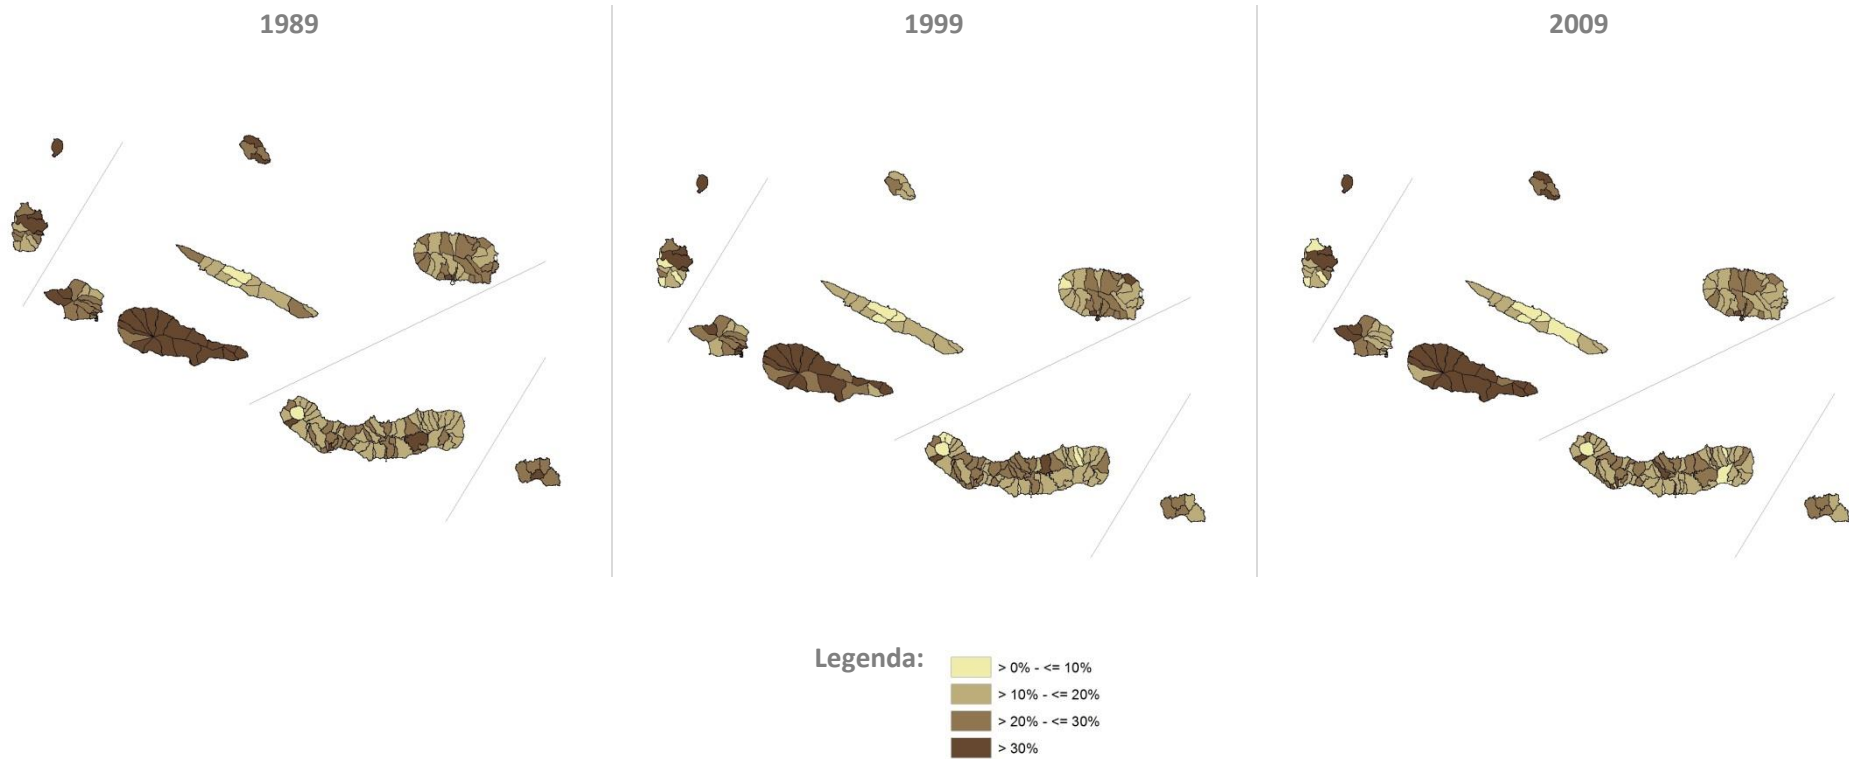 1989
1999
2009
Legenda:
> 0% - <= 10%
> 10% - <= 20%
> 20% - <= 30%
> 30%